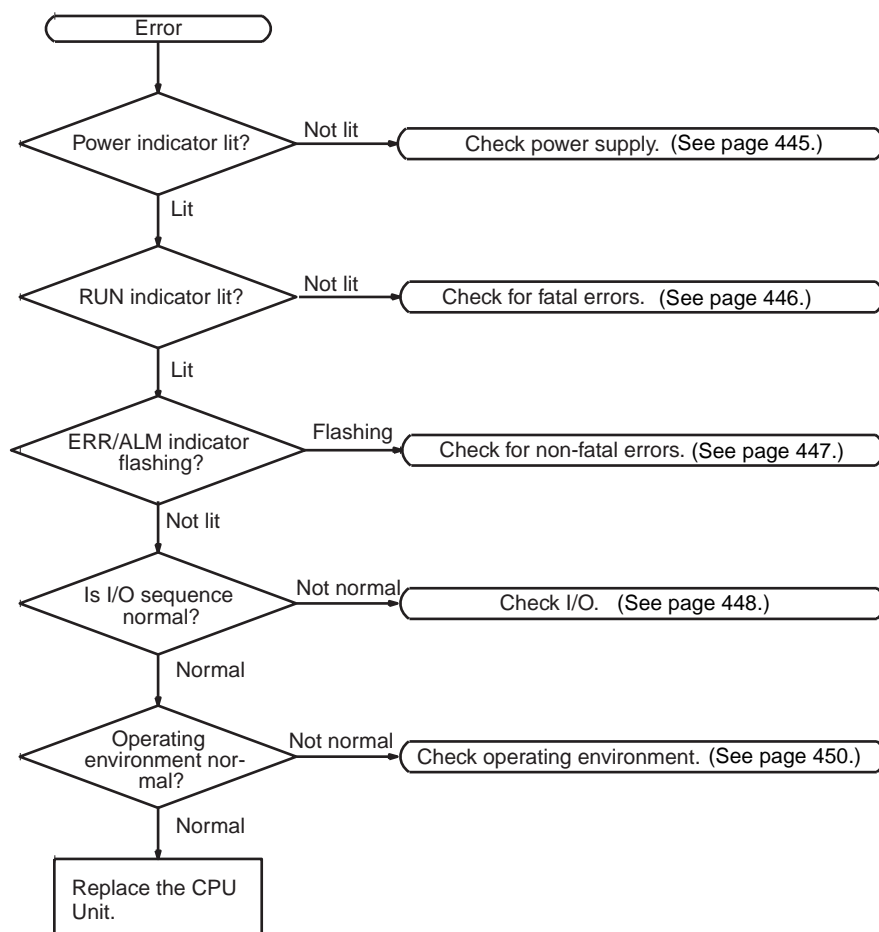 Error
Power indicator lit?
Not lit
Check power supply. (See page 445.)
Lit
RUN indicator lit?
Not lit
Check for fatal errors. (See page 446.)
Lit
ERR/ALM indicator
flashing?
Flashing
Check for non-fatal errors. (See page 447.)
Not lit
Is I/O sequence
normal?
Not normal
Check I/O. (See page 448.)
Normal
Operating
environment nor-
mal?
Not normal
Check operating environment. (See page 450.)
Normal
Replace the CPU
Unit.